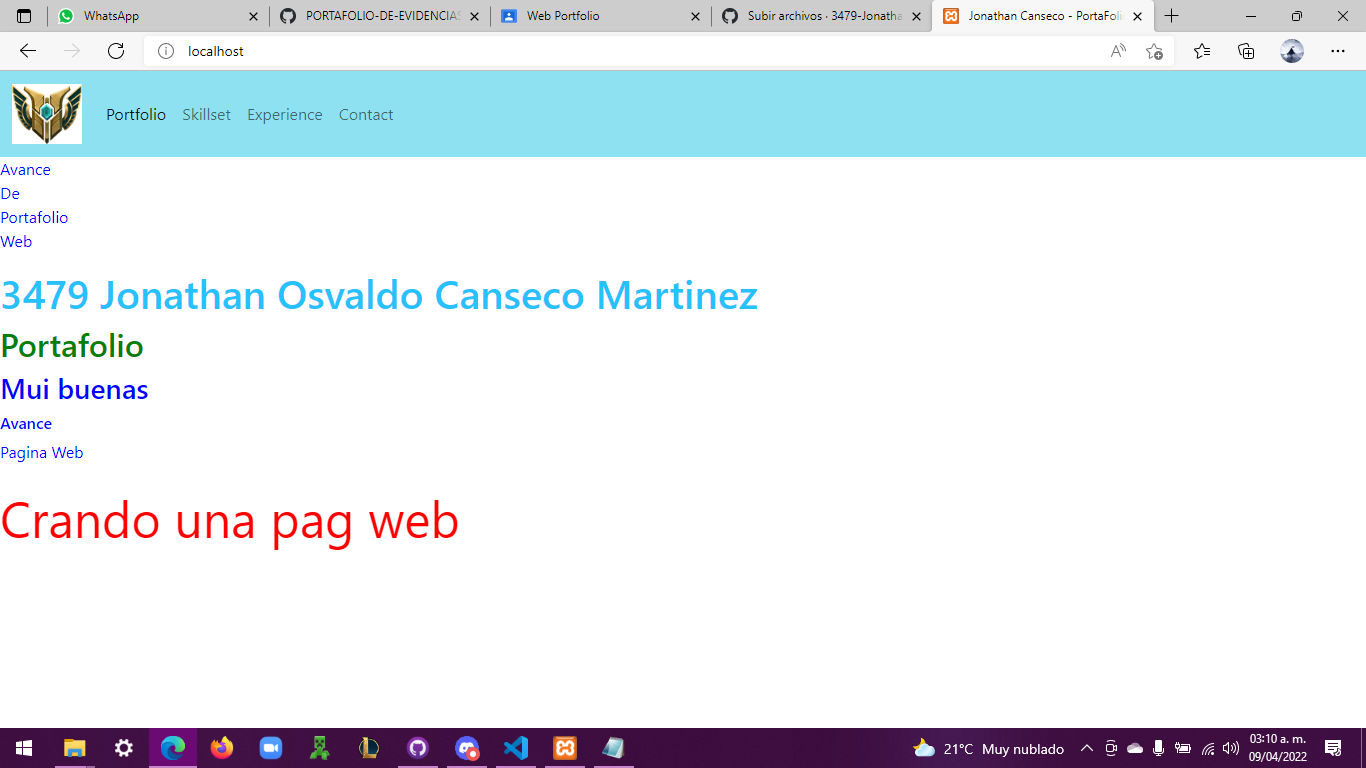 WhatsApp
PORTAFOLIO-DE-EVIDENCIAS
Web Portfolio
Subir archivos · 3479-Jonatha
Jonathan Canseco - PortaFoli
localhost
Portfolio Skillset Experience Contact
Avance
De
Portafolio
Web
3479 Jonathan Osvaldo Canseco Martinez
Portafolio
Mui buenas
Avance
Pagina Web
Crando una pag web
21°C Muy nublado
03:10 a. m.
09/04/2022